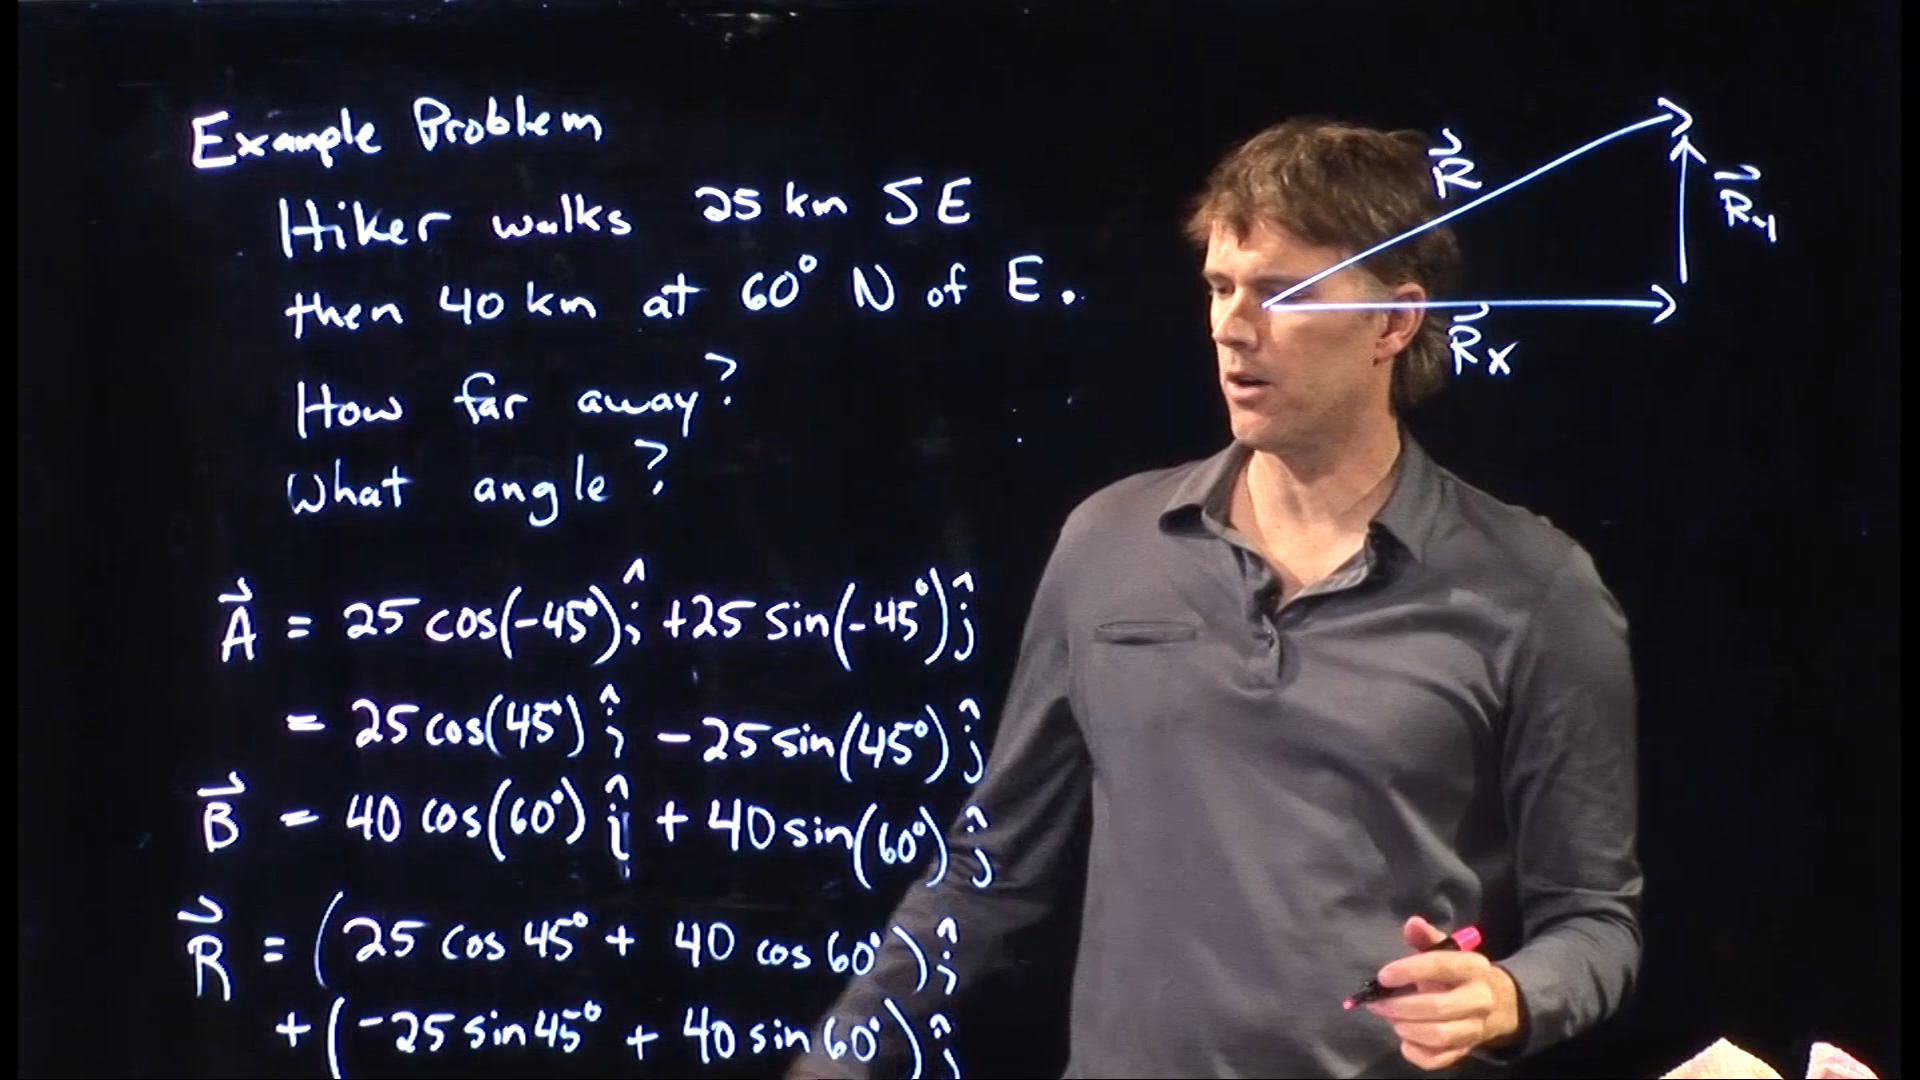 Example Problem
Hiker walks 25 km SE
then 40 km at 60° N of E.
How far away?
What angle?
A⃗ = 25 cos(-45°)î + 25 sin(-45°)ĵ
= 25 cos(45°) î - 25 sin(45°) ĵ
B⃗ = 40 cos(60°) î + 40 sin(60°) ĵ
R⃗ = (25 cos 45° + 40 cos 60°)î
+ (-25 sin 45° + 40 sin 60°)ĵ
R⃗
R⃗y
R⃗x